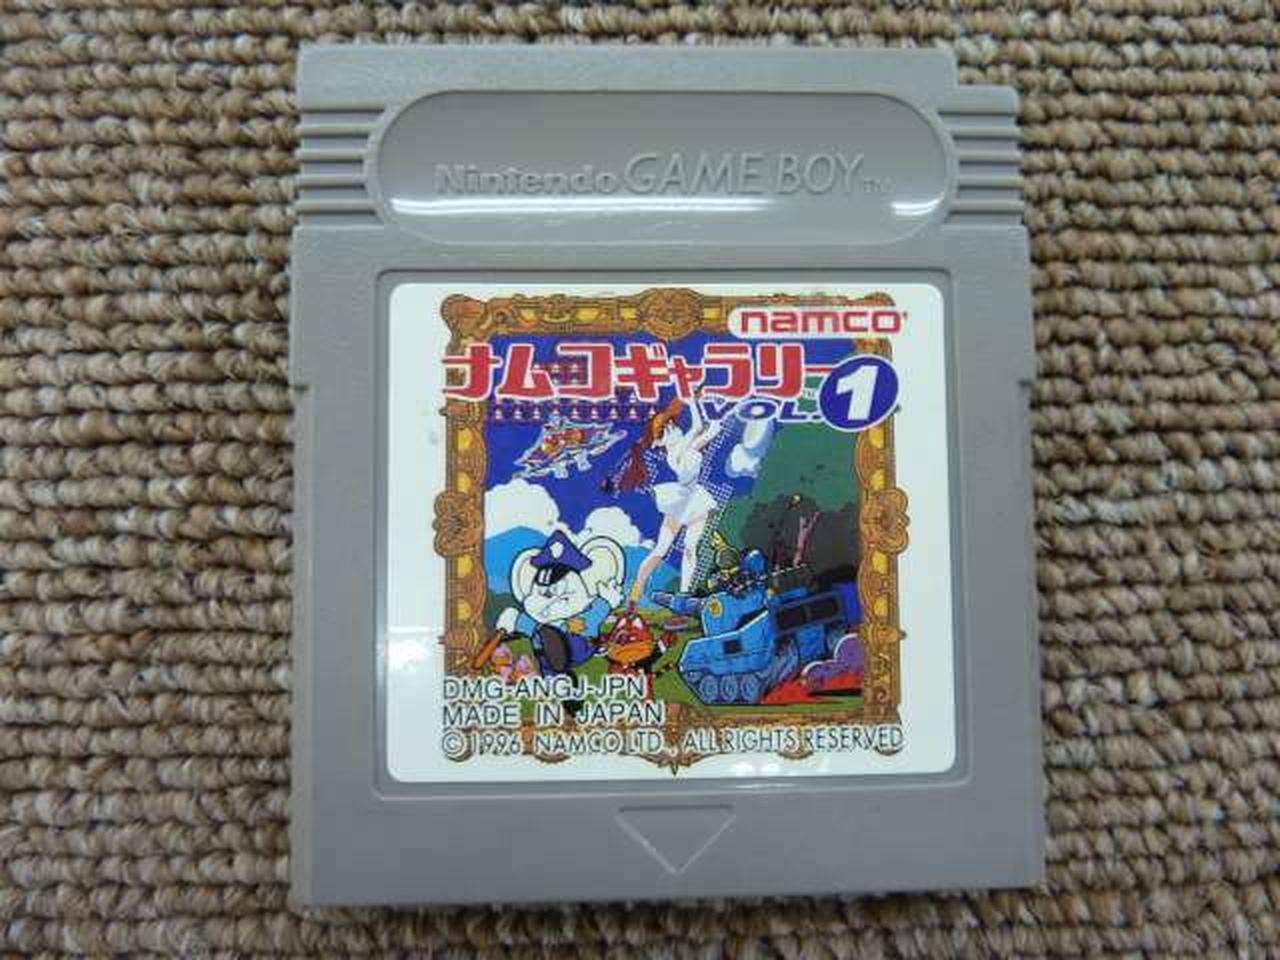 Nintendo GAME BOY™
namco
ナムコギャラリー
VOL.1
DMG-ANGJ-JPN
MADE IN JAPAN
© 1996 NAMCO LTD., ALL RIGHTS RESERVED